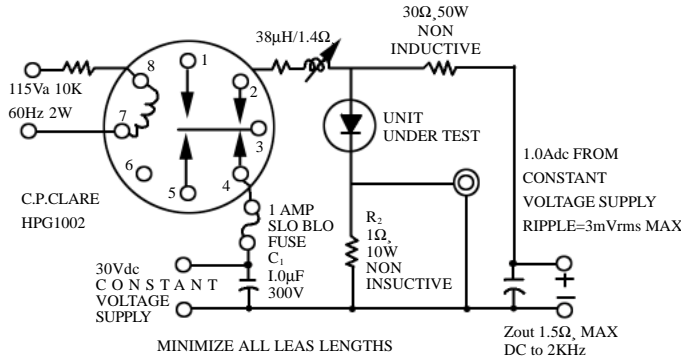 38μH/1.4Ω
30Ω,50W
NON
INDUCTIVE
115Va 10K
60Hz 2W
8
1
2
7
3
6
5
4
C.P.CLARE
HPG1002
UNIT
UNDER TEST
1.0Adc FROM
CONSTANT
VOLTAGE SUPPLY
RIPPLE=3mVrms MAX
1 AMP
SLO BLO
FUSE
C1
I.0μF
300V
R2
1Ω,
10W
NON
INSUCTIVE
30Vdc
CONSTANT
VOLTAGE
SUPPLY
+
−
MINIMIZE ALL LEAS LENGTHS
Zout 1.5Ω, MAX
DC to 2KHz